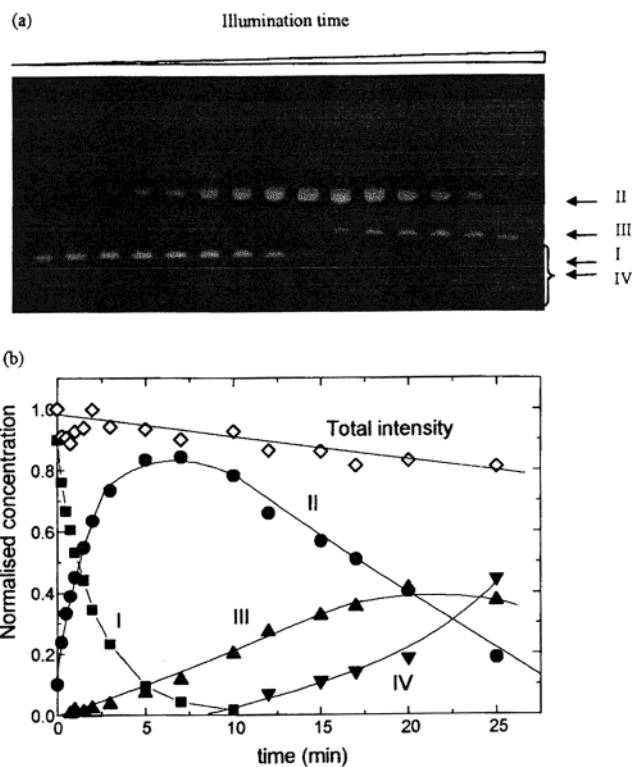 (a) Illumination time
II
III
I
IV
(b)
Normalised concentration
1.0
0.8
0.6
0.4
0.2
0.0
Total intensity
II
I
III
IV
0 5 10 15 20 25
time (min)